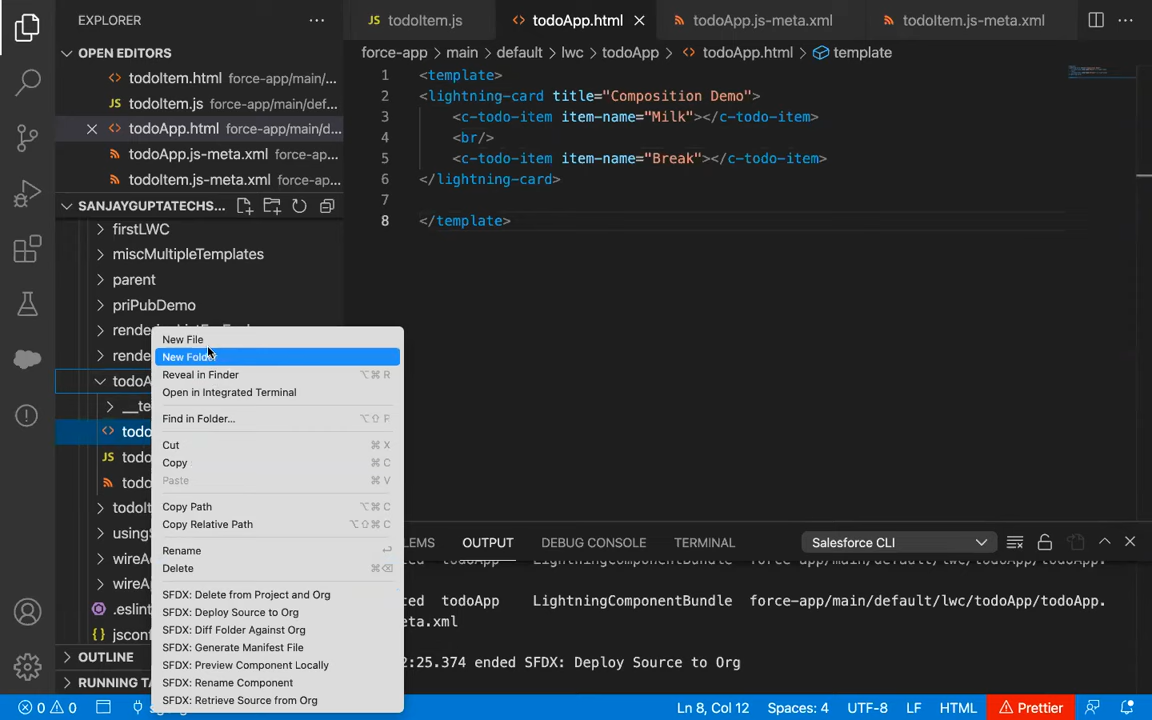 EXPLORER
OPEN EDITORS
todoItem.html force-app/main/...
JS todoItem.js force-app/main/def...
todoApp.html force-app/main/d...
todoApp.js-meta.xml force-ap...
todoItem.js-meta.xml force-ap...
SANJAYGUPTATECHS...
firstLWC
miscMultipleTemplates
parent
priPubDemo
JS todoItem.js
todoApp.html
todoApp.js-meta.xml
todoItem.js-meta.xml
force-app > main > default > lwc > todoApp > todoApp.html > template
1 <template>
2 <lightning-card title="Composition Demo">
3 <c-todo-item item-name="Milk"></c-todo-item>
4 <br/>
5 <c-todo-item item-name="Break"></c-todo-item>
6 </lightning-card>
7
8 </template>
New File
New Folder
Reveal in Finder ⌥⌘R
Open in Integrated Terminal
Find in Folder... ⌥⇧F
Cut ⌘X
Copy ⌘C
Paste ⌘V
Copy Path ⌥⌘C
Copy Relative Path ⌥⇧⌘C
Rename
Delete ⌘⌫
SFDX: Delete from Project and Org
SFDX: Deploy Source to Org
SFDX: Diff Folder Against Org
SFDX: Generate Manifest File
SFDX: Preview Component Locally
SFDX: Rename Component
SFDX: Retrieve Source from Org
OUTPUT
DEBUG CONSOLE
TERMINAL
Salesforce CLI
todoApp LightningComponentBundle force-app/main/default/lwc/todoApp/todoApp.
eta.xml
2:25.374 ended SFDX: Deploy Source to Org
OUTLINE
0 0
Ln 8, Col 12
Spaces: 4
UTF-8
LF
HTML
Prettier